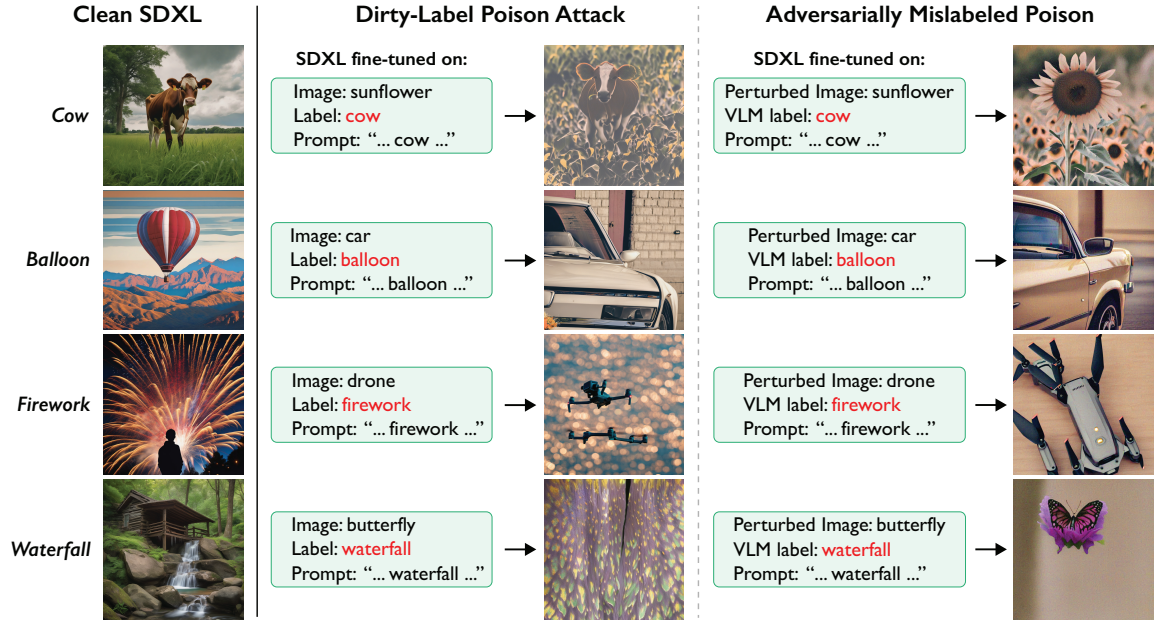 Clean SDXL
Dirty-Label Poison Attack
Adversarially Mislabeled Poison
SDXL fine-tuned on:
SDXL fine-tuned on:
Cow
Image: sunflower
Label: cow
Prompt: “... cow ...”
Perturbed Image: sunflower
VLM label: cow
Prompt: “... cow ...”
Balloon
Image: car
Label: balloon
Prompt: “... balloon ...”
Perturbed Image: car
VLM label: balloon
Prompt: “... balloon ...”
Firework
Image: drone
Label: firework
Prompt: “... firework ...”
Perturbed Image: drone
VLM label: firework
Prompt: “... firework ...”
Waterfall
Image: butterfly
Label: waterfall
Prompt: “... waterfall ...”
Perturbed Image: butterfly
VLM label: waterfall
Prompt: “... waterfall ...”